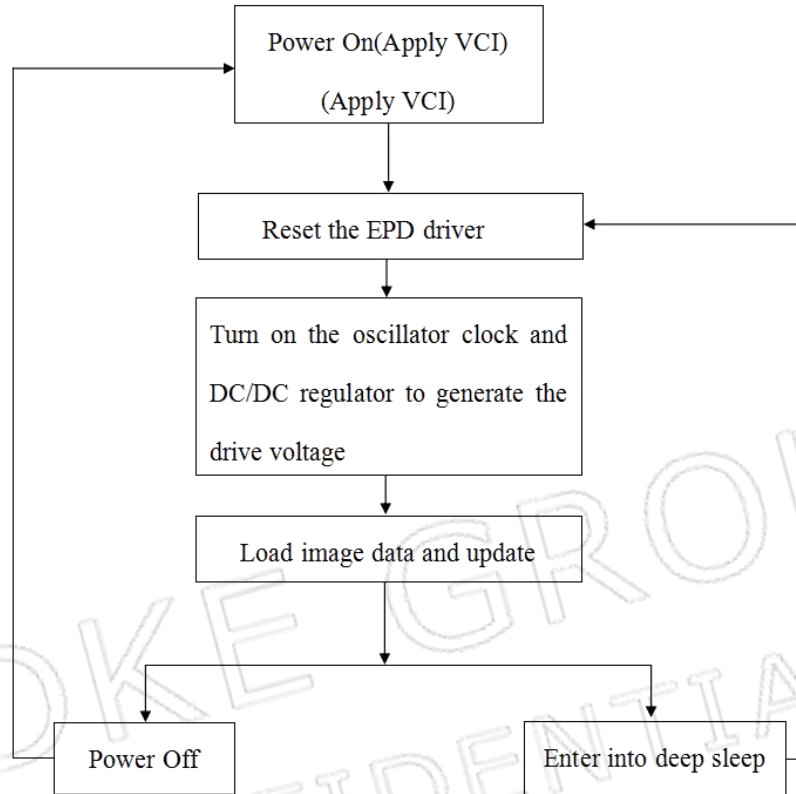 Power On(Apply VCI)
(Apply VCI)
Reset the EPD driver
Turn on the oscillator clock and
DC/DC regulator to generate the
drive voltage
Load image data and update
Power Off
Enter into deep sleep